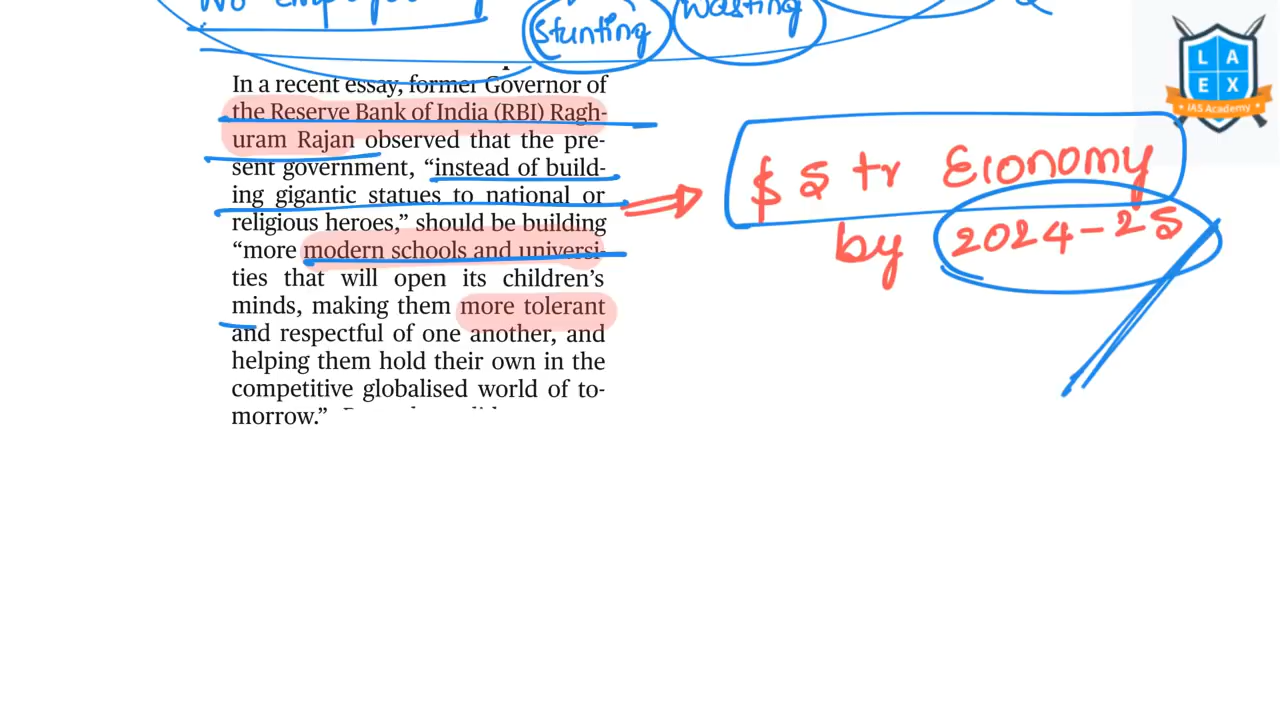 Stunting
Wasting
L A
E X
IAS Academy
In a recent essay, former Governor of
the Reserve Bank of India (RBI) Ragh-
uram Rajan observed that the pre-
sent government, “instead of build-
ing gigantic statues to national or
religious heroes,” should be building
“more modern schools and universi-
ties that will open its children’s
minds, making them more tolerant
and respectful of one another, and
helping them hold their own in the
competitive globalised world of to-
morrow.”
$ 5 tr Economy
by 2024-25